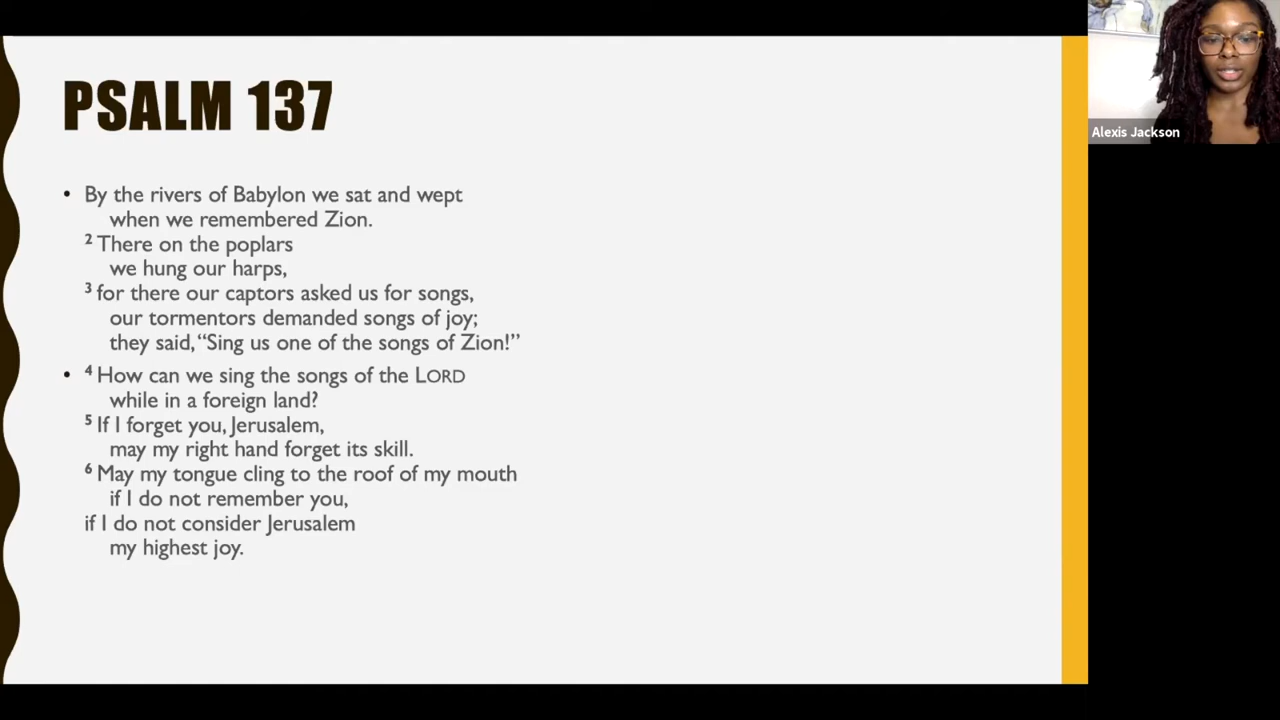 PSALM 137
• By the rivers of Babylon we sat and wept
when we remembered Zion.
2 There on the poplars
we hung our harps,
3 for there our captors asked us for songs,
our tormentors demanded songs of joy;
they said, “Sing us one of the songs of Zion!”
• 4 How can we sing the songs of the LORD
while in a foreign land?
5 If I forget you, Jerusalem,
may my right hand forget its skill.
6 May my tongue cling to the roof of my mouth
if I do not remember you,
if I do not consider Jerusalem
my highest joy.
Alexis Jackson